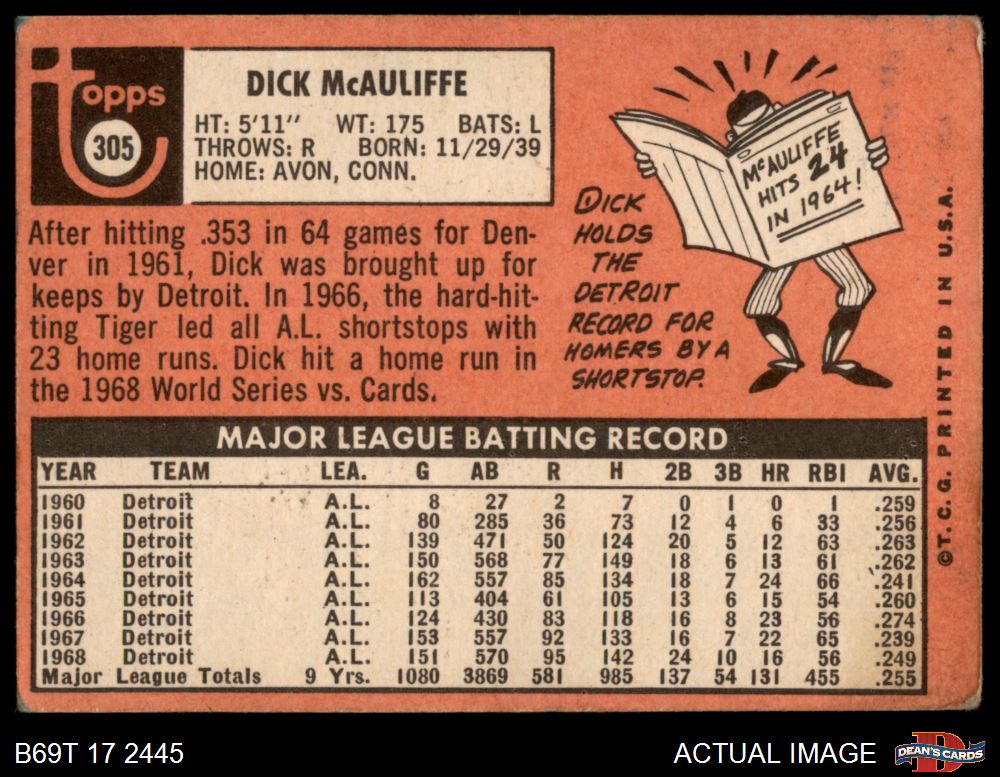 topps
305
DICK McAULIFFE
HT: 5'11" WT: 175 BATS: L
THROWS: R BORN: 11/29/39
HOME: AVON, CONN.
After hitting .353 in 64 games for Den-
ver in 1961, Dick was brought up for
keeps by Detroit. In 1966, the hard-hit-
ting Tiger led all A.L. shortstops with
23 home runs. Dick hit a home run in
the 1968 World Series vs. Cards.
McAULIFFE
HITS 24
IN 1964!
DICK
HOLDS
THE
DETROIT
RECORD FOR
HOMERS BY A
SHORTSTOP.
MAJOR LEAGUE BATTING RECORD
YEAR TEAM LEA. G AB R H 2B 3B HR RBI AVG.
1960 Detroit A.L. 8 27 2 7 0 1 0 1 .259
1961 Detroit A.L. 80 285 36 73 12 4 6 33 .256
1962 Detroit A.L. 139 471 50 124 20 5 12 63 .263
1963 Detroit A.L. 150 568 77 149 18 6 13 61 .262
1964 Detroit A.L. 162 557 85 134 18 7 24 66 .241
1965 Detroit A.L. 113 404 61 105 13 6 15 54 .260
1966 Detroit A.L. 124 430 83 118 16 8 23 56 .274
1967 Detroit A.L. 153 557 92 133 16 7 22 65 .239
1968 Detroit A.L. 151 570 95 142 24 10 16 56 .249
Major League Totals 9 Yrs. 1080 3869 581 985 137 54 131 455 .255
©T. C. G. PRINTED IN U.S.A.
B69T 17 2445
ACTUAL IMAGE
D
DEAN'S CARDS